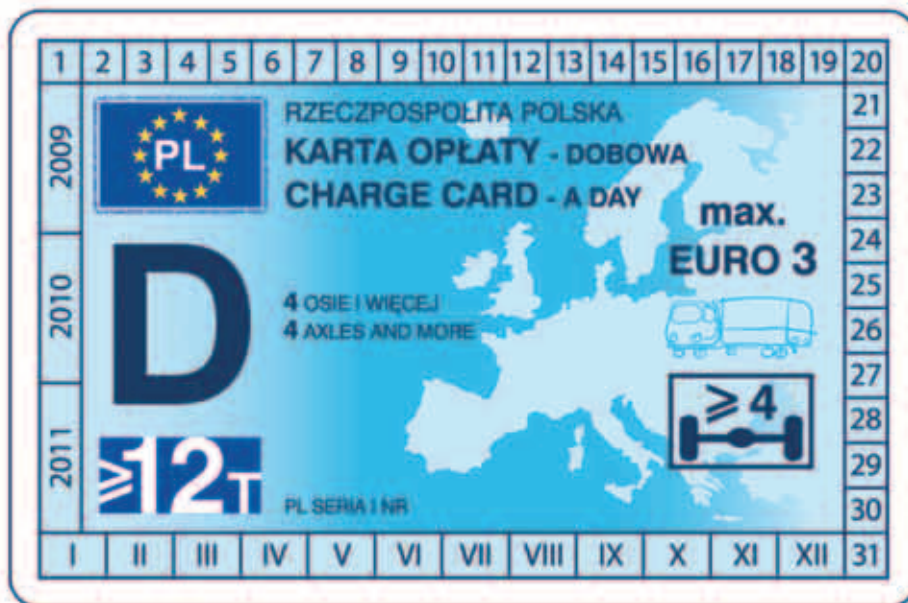 1 2 3 4 5 6 7 8 9 10 11 12 13 14 15 16 17 18 19 20
21
22
23
24
25
26
27
28
29
30
31
2009
2010
2011
PL
RZECZPOSPOLITA POLSKA
KARTA OPŁATY - DOBOWA
CHARGE CARD - A DAY
max.
EURO 3
D
4 OSIE I WIĘCEJ
4 AXLES AND MORE
≥ 4
≥12T
PL SERIA I NR
I II III IV V VI VII VIII IX X XI XII